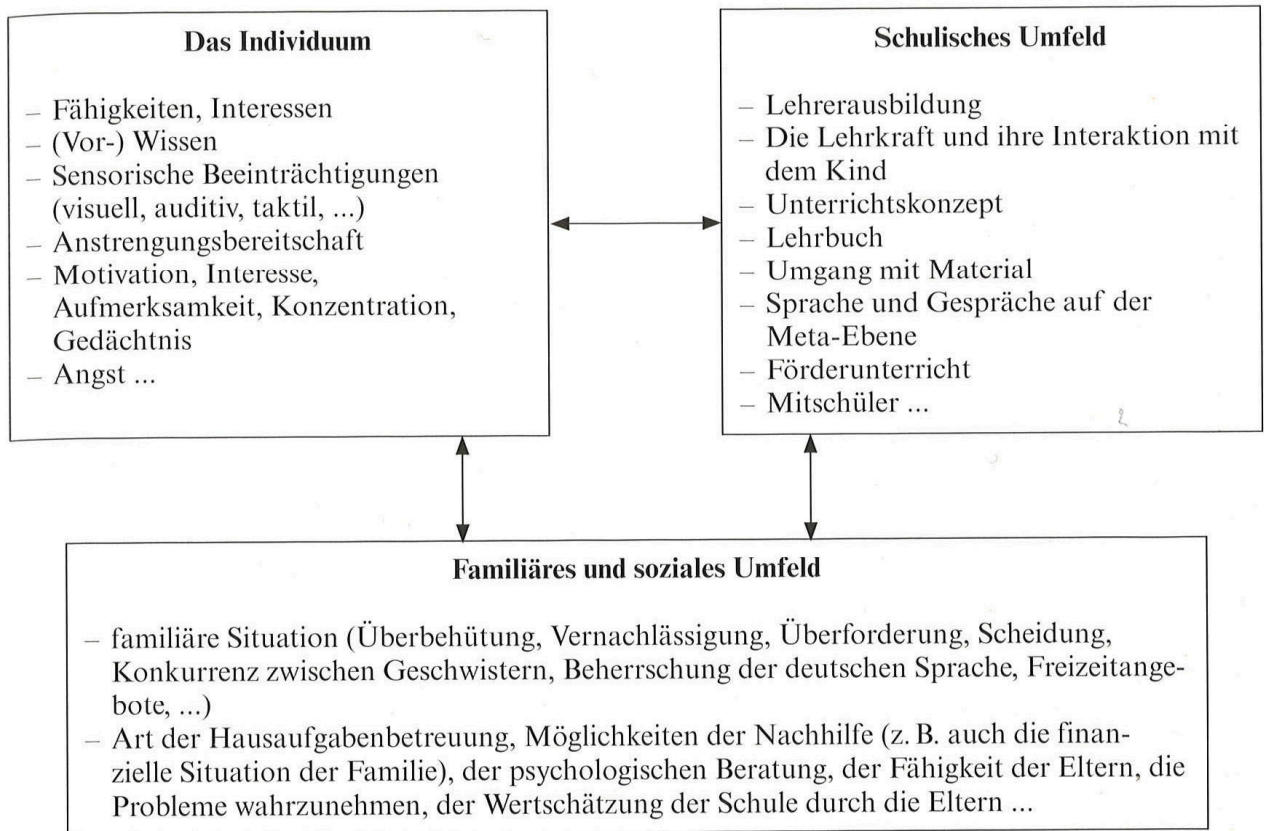 Das Individuum
– Fähigkeiten, Interessen
– (Vor-) Wissen
– Sensorische Beeinträchtigungen
(visuell, auditiv, taktil, ...)
– Anstrengungsbereitschaft
– Motivation, Interesse,
Aufmerksamkeit, Konzentration,
Gedächtnis
– Angst ...
Schulisches Umfeld
– Lehrerausbildung
– Die Lehrkraft und ihre Interaktion mit
dem Kind
– Unterrichtskonzept
– Lehrbuch
– Umgang mit Material
– Sprache und Gespräche auf der
Meta-Ebene
– Förderunterricht
– Mitschüler ...
Familiäres und soziales Umfeld
– familiäre Situation (Überbehütung, Vernachlässigung, Überforderung, Scheidung,
Konkurrenz zwischen Geschwistern, Beherrschung der deutschen Sprache, Freizeitange-
bote, ...)
– Art der Hausaufgabenbetreuung, Möglichkeiten der Nachhilfe (z. B. auch die finan-
zielle Situation der Familie), der psychologischen Beratung, der Fähigkeit der Eltern, die
Probleme wahrzunehmen, der Wertschätzung der Schule durch die Eltern ...